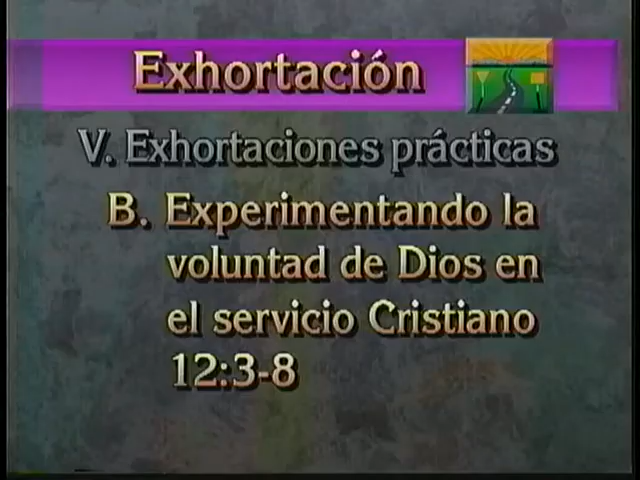 Exhortación
V. Exhortaciones prácticas
B. Experimentando la
voluntad de Dios en
el servicio Cristiano
12:3-8